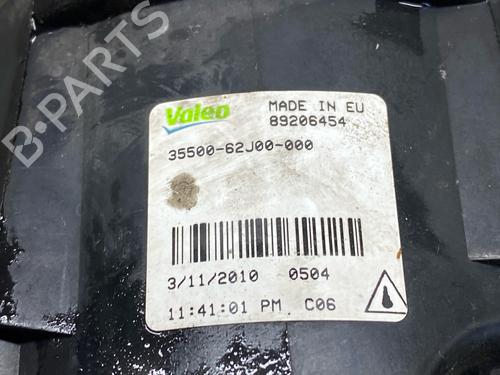 Valeo MADE IN EU
89206454
35500-62J00-000
3/11/2010 0504
11:41:01 PM C06
B-PARTS